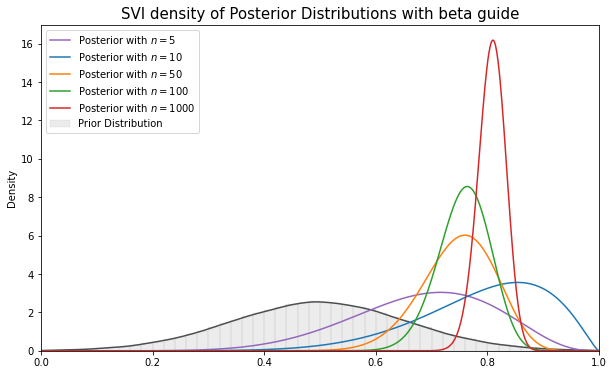 SVI density of Posterior Distributions with beta guide
Posterior with n = 5
Posterior with n = 10
Posterior with n = 50
Posterior with n = 100
Posterior with n = 1000
Prior Distribution
Density
16
14
12
10
8
6
4
2
0
0.0 0.2 0.4 0.6 0.8 1.0